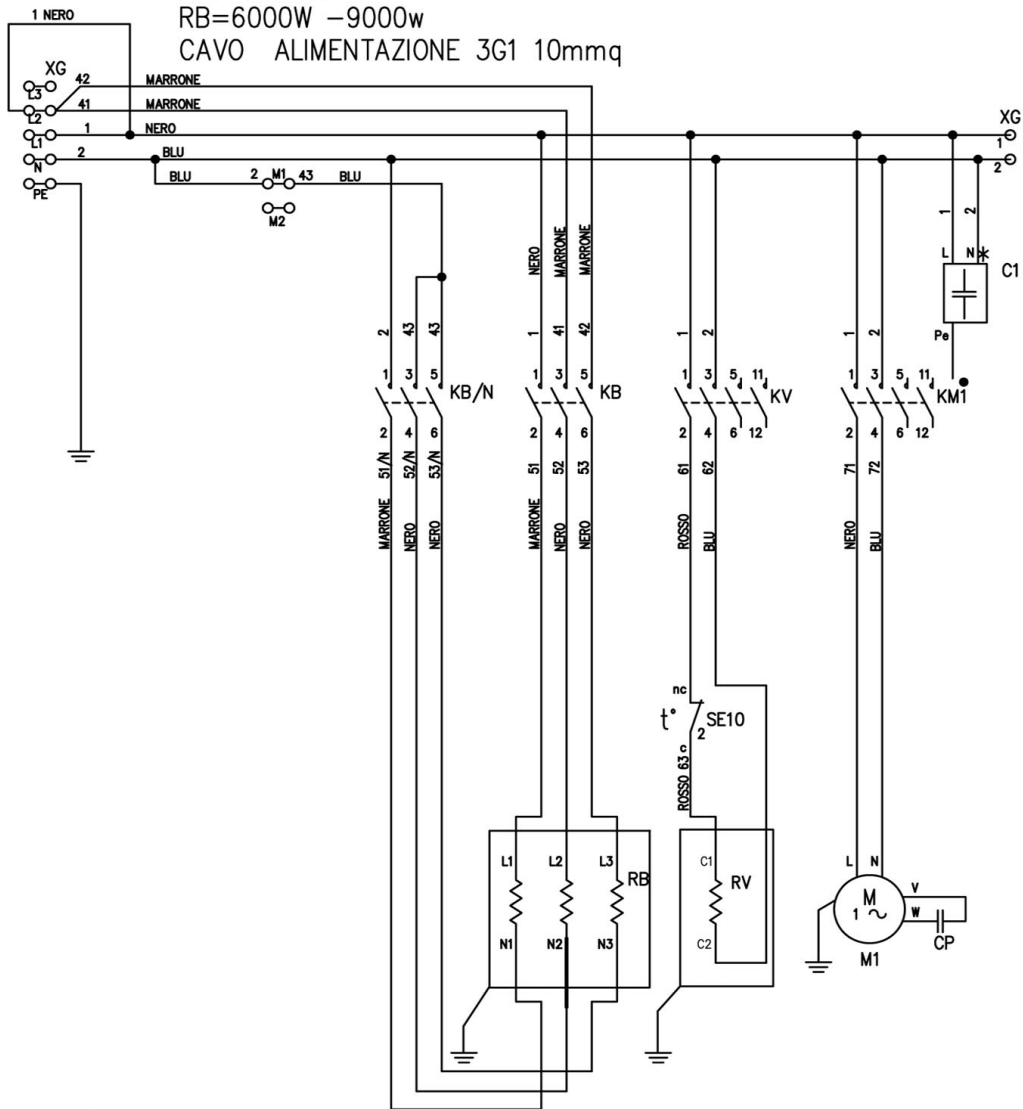 1 NERO
RB=6000W -9000w
CAVO ALIMENTAZIONE 3G1 10mmq
XG
L3
42 MARRONE
L2
41 MARRONE
L1
1 NERO
XG
1
N
2 BLU
2
PE
BLU 2 M1 43 BLU
M2
NERO MARRONE MARRONE
1 2
L N
C1
Pe
2 43 43
1 41 42
1 2
1 2
1 3 5 KB/N
1 3 5 KB
1 3 5 11 KV
1 3 5 11 KM1
2 4 6
2 4 6
2 4 6 12
2 4 6 12
51/N 52/N 53/N
51 52 53
61 62
71 72
MARRONE NERO NERO
MARRONE NERO NERO
ROSSO BLU
NERO BLU
nc
t° SE10
2
c
ROSSO 63
L1 L2 L3 RB
N1 N2 N3
C1
RV
C2
L N
M
1 ~
V
W
CP
M1